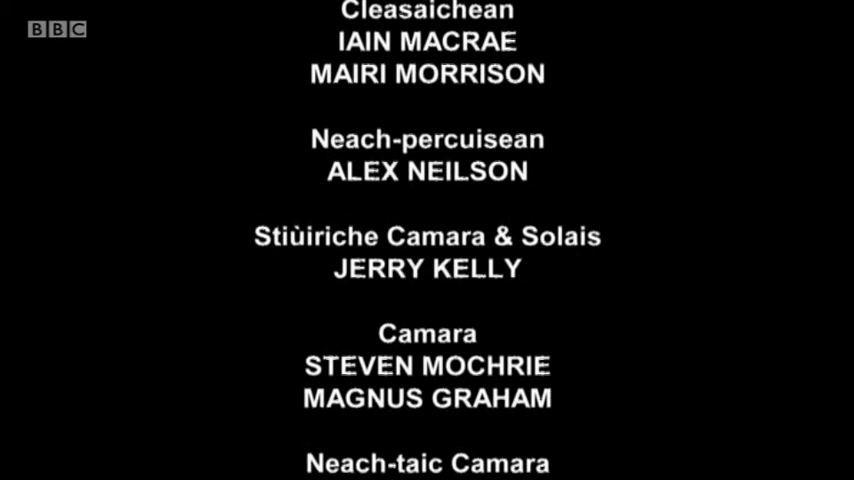 BBC
Cleasaichean
IAIN MACRAE
MAIRI MORRISON
Neach-percuisean
ALEX NEILSON
Stiùiriche Camara & Solais
JERRY KELLY
Camara
STEVEN MOCHRIE
MAGNUS GRAHAM
Neach-taic Camara